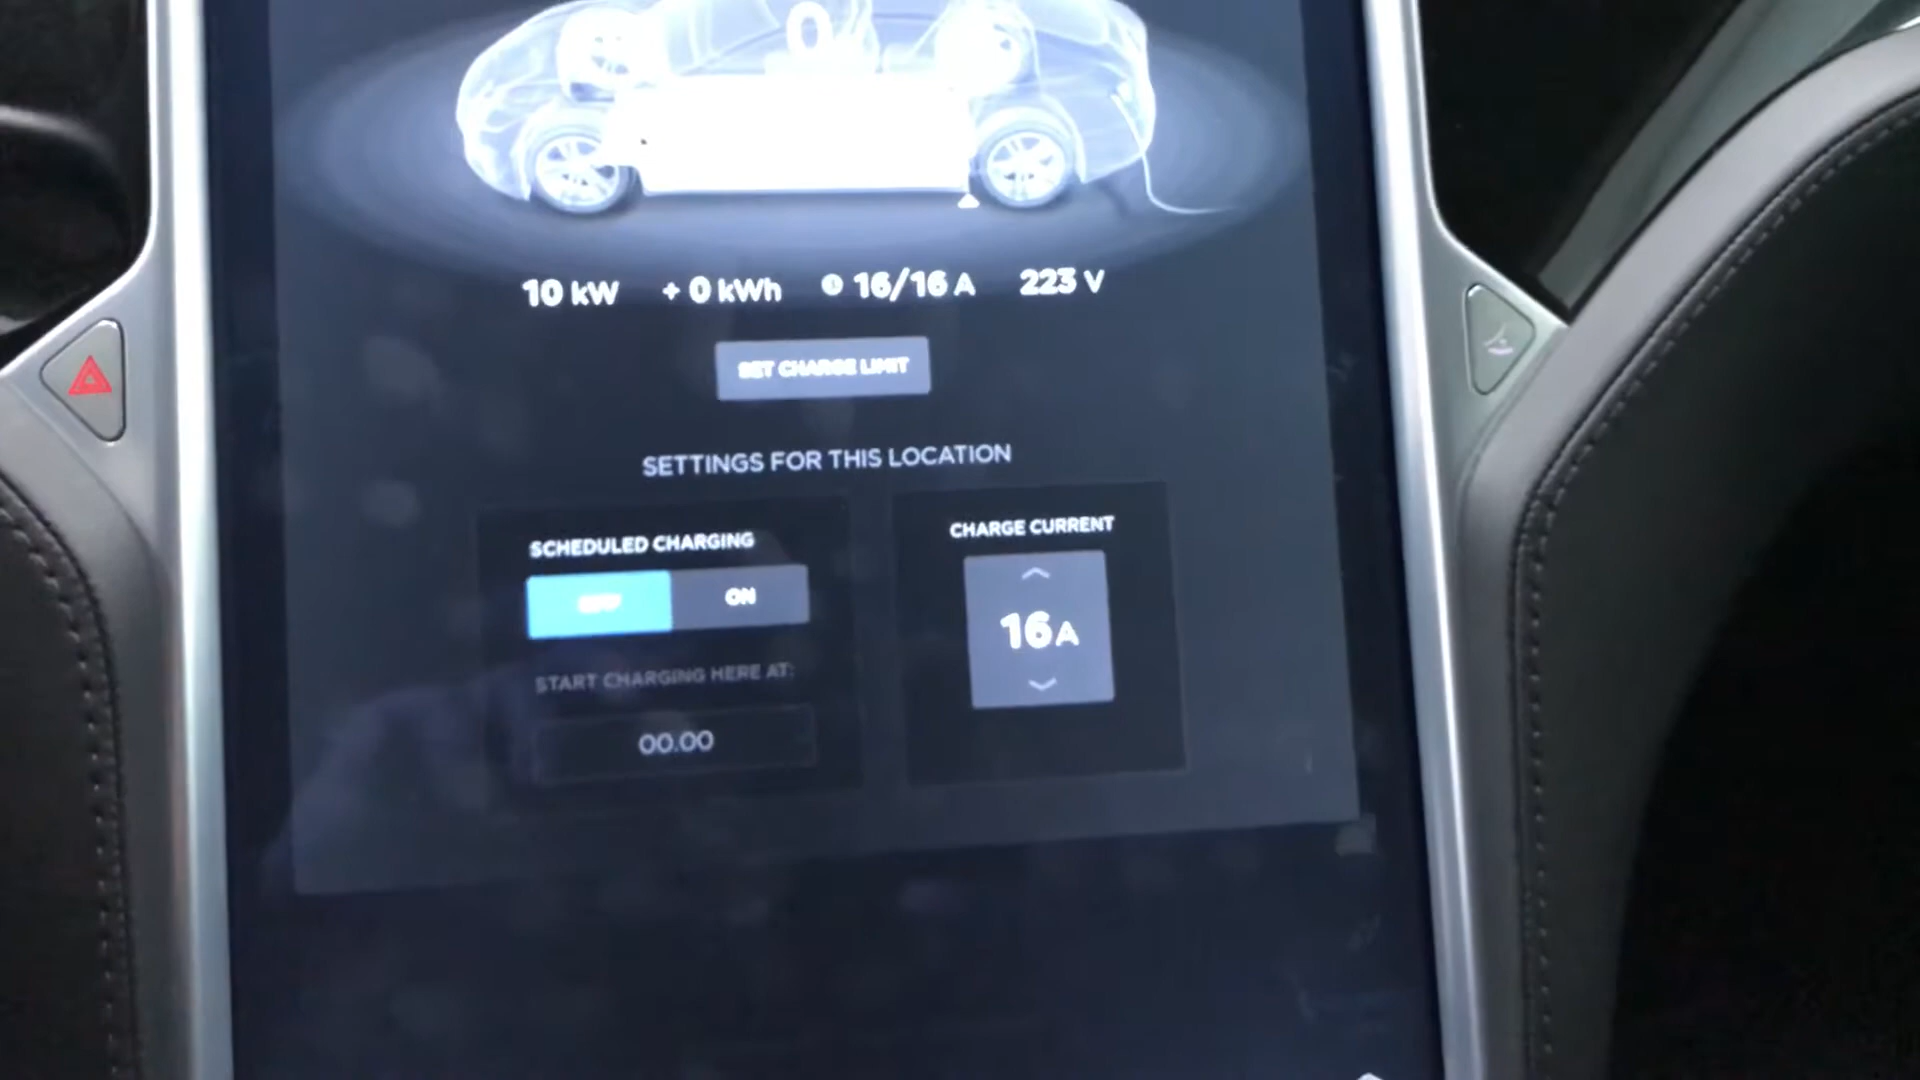 0
10 kW + 0 kWh 16/16 A 223 V
SET CHARGE LIMIT
SETTINGS FOR THIS LOCATION
SCHEDULED CHARGING
OFF ON
START CHARGING HERE AT:
00.00
CHARGE CURRENT
16 A